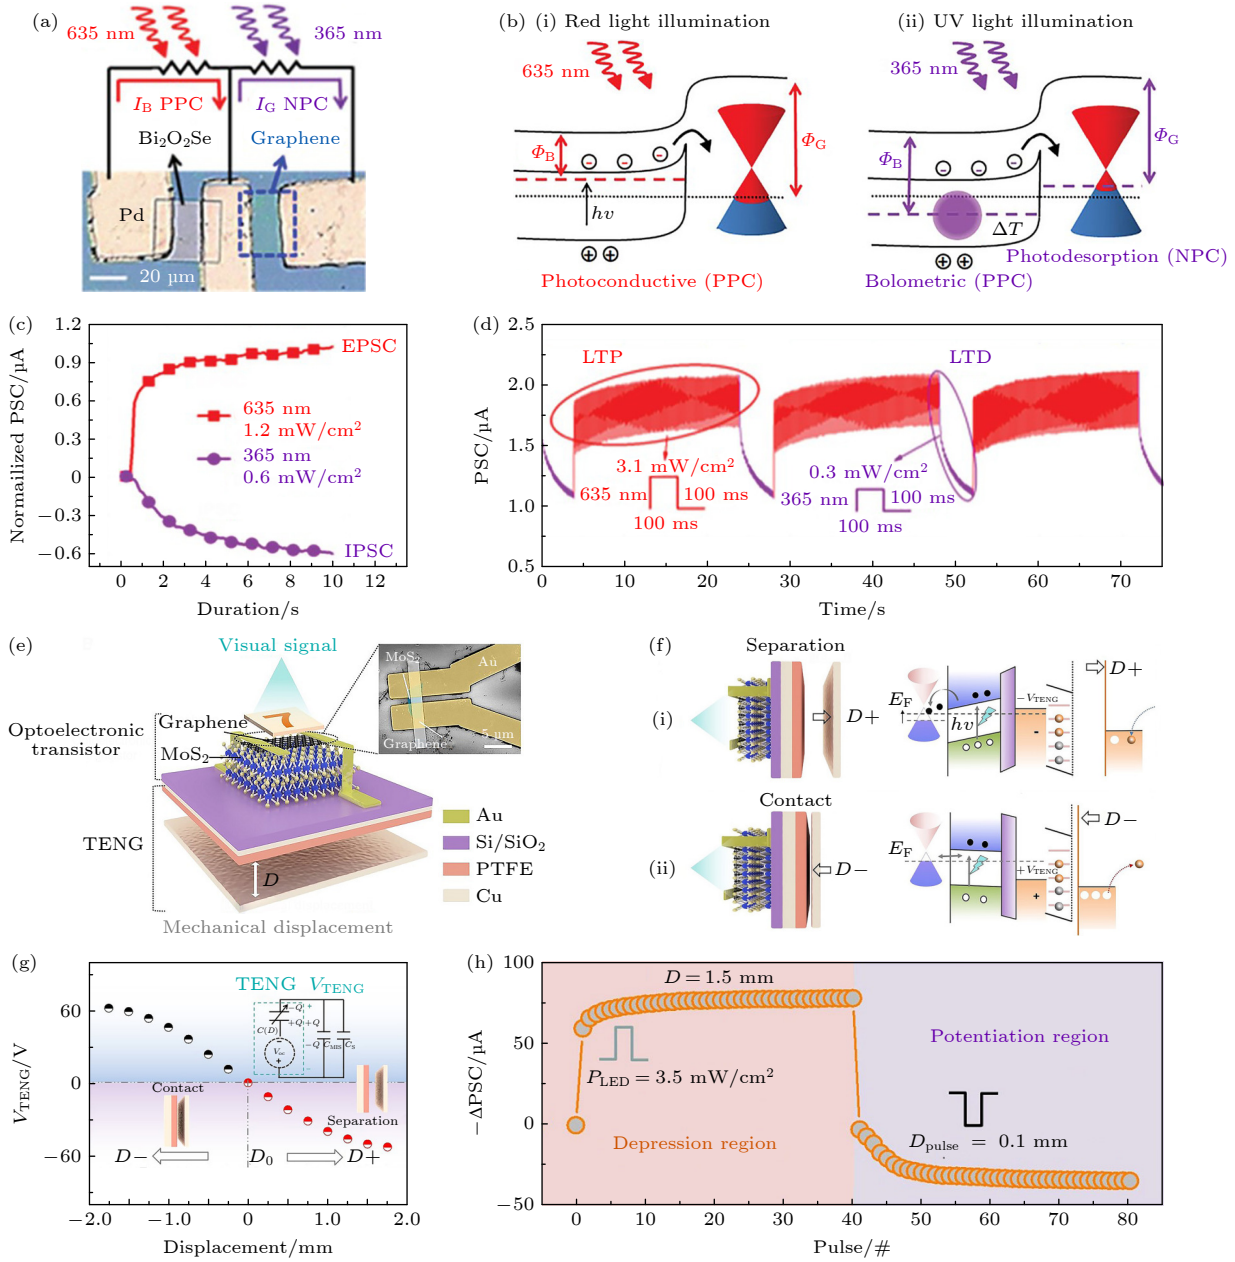 (a)
635 nm
365 nm
I_B PPC
I_G NPC
Bi₂O₂Se
Graphene
Pd
20 μm
(b) (i) Red light illumination
635 nm
Φ_B
Φ_G
hν
Photoconductive (PPC)
(ii) UV light illumination
365 nm
Φ_B
Φ_G
ΔT
Photodesorption (NPC)
Bolometric (PPC)
(c)
Normailized PSC/μA
1.2
0.9
0.6
0.3
0
−0.3
−0.6
EPSC
635 nm
1.2 mW/cm²
365 nm
0.6 mW/cm²
IPSC
0 2 4 6 8 10 12
Duration/s
(d)
PSC/μA
2.5
2.0
1.5
1.0
0.5
LTP
LTD
3.1 mW/cm²
635 nm
100 ms
100 ms
0.3 mW/cm²
365 nm
100 ms
100 ms
0 10 20 30 40 50 60 70
Time/s
(e)
Visual signal
MoS₂
Au
Graphene
5 μm
Optoelectronic
transistor
Graphene
MoS₂
TENG
D
Au
Si/SiO₂
PTFE
Cu
Mechanical displacement
(f)
Separation
(i)
D+
E_F
hν
−V_TENG
-
D+
Contact
(ii)
D−
E_F
+V_TENG
+
D−
(g)
V_TENG/V
60
0
−60
TENG V_TENG
−Q +
+Q +Q
C(D)
−Q C_MIS C_S
V_oc
Contact
Separation
D− D₀ D+
−2.0 −1.0 0 1.0 2.0
Displacement/mm
(h)
−ΔPSC/μA
100
50
0
−50
D = 1.5 mm
P_LED = 3.5 mW/cm²
Depression region
Potentiation region
D_pulse = 0.1 mm
0 10 20 30 40 50 60 70 80
Pulse/#